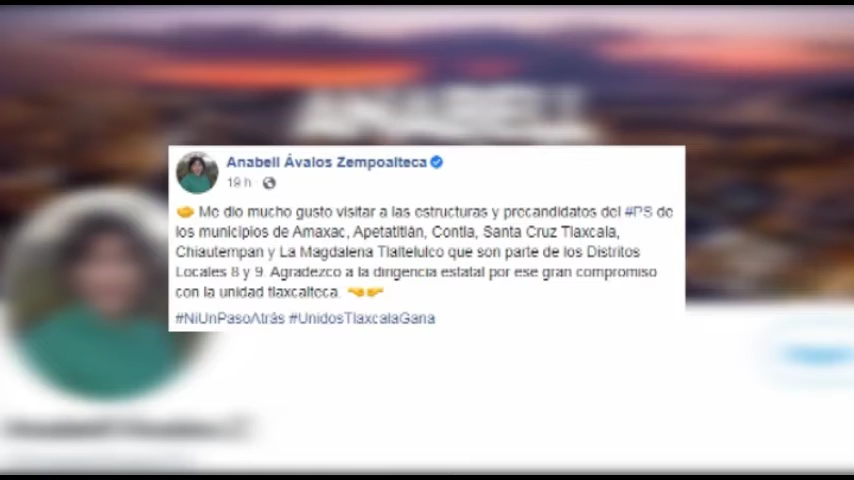 ANABELL
Anabell Ávalos Zempoalteca
19 h ·
Me dio mucho gusto visitar a las estructuras y precandidatos del #PS de
los municipios de Amaxac, Apetatitlán, Contla, Santa Cruz Tlaxcala,
Chiautempan y La Magdalena Tlaltelulco que son parte de los Distritos
Locales 8 y 9. Agradezco a la dirigencia estatal por ese gran compromiso
con la unidad tlaxcalteca.
#NiUnPasoAtrás #UnidosTlaxcalaGana